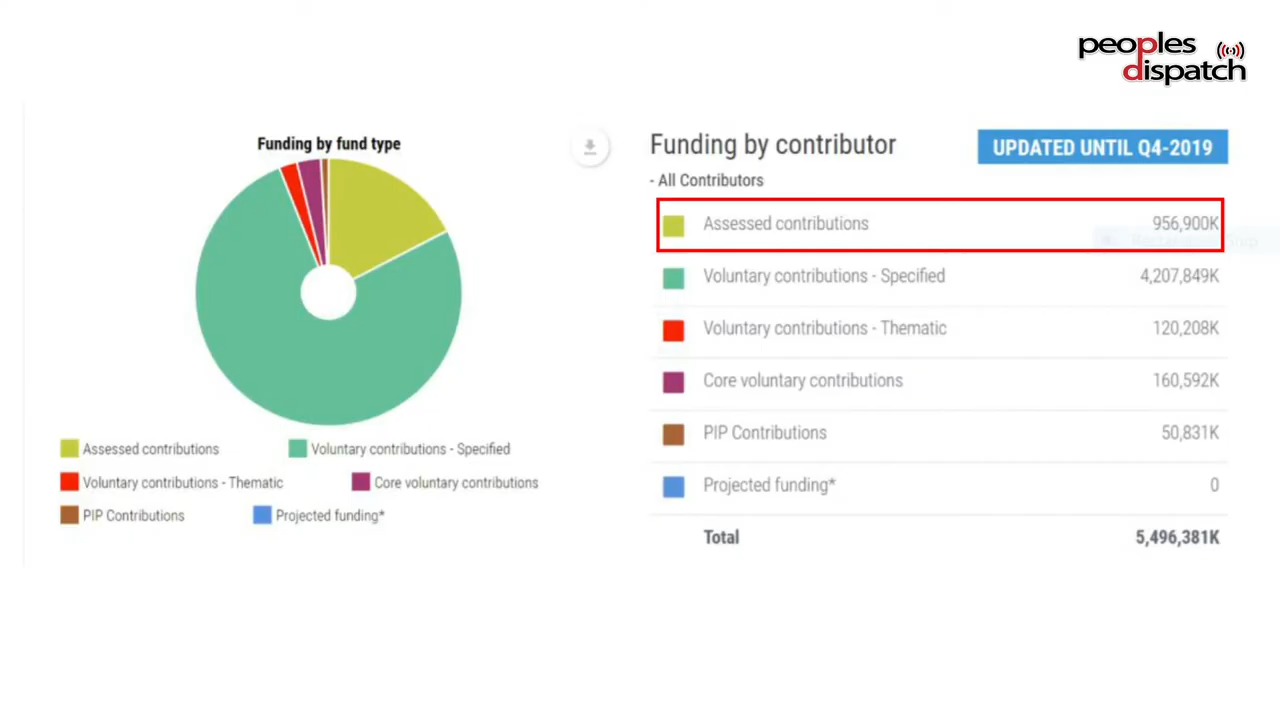 peoples
dispatch
Funding by fund type
Assessed contributions
Voluntary contributions - Specified
Voluntary contributions - Thematic
Core voluntary contributions
PIP Contributions
Projected funding*
Funding by contributor
UPDATED UNTIL Q4-2019
- All Contributors
Assessed contributions 956,900K
Voluntary contributions - Specified 4,207,849K
Voluntary contributions - Thematic 120,208K
Core voluntary contributions 160,592K
PIP Contributions 50,831K
Projected funding* 0
Total 5,496,381K